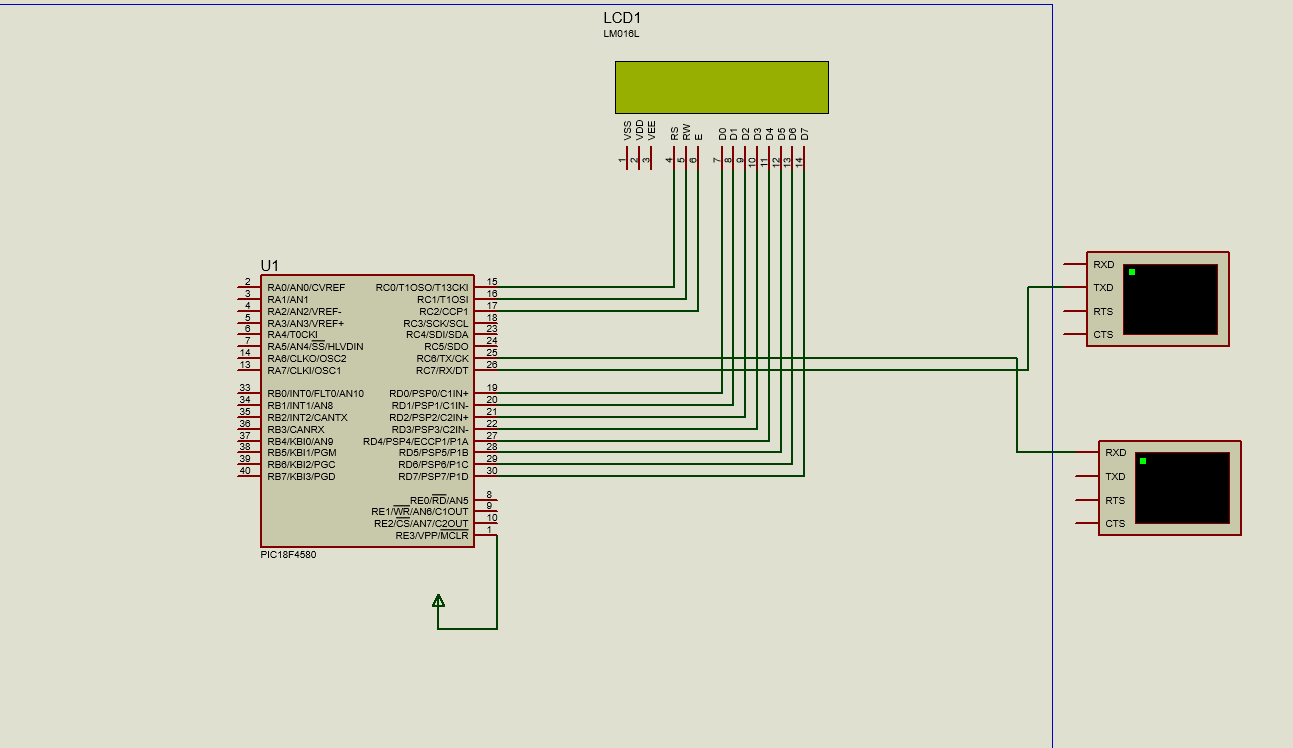 LCD1
LM016L
VSS VDD VEE RS RW E D0 D1 D2 D3 D4 D5 D6 D7
1 2 3 4 5 6 7 8 9 10 11 12 13 14
U1
2 RA0/AN0/CVREF RC0/T1OSO/T13CKI 15
3 RA1/AN1 RC1/T1OSI 16
4 RA2/AN2/VREF- RC2/CCP1 17
5 RA3/AN3/VREF+ RC3/SCK/SCL 18
6 RA4/T0CKI RC4/SDI/SDA 23
7 RA5/AN4/SS/HLVDIN RC5/SDO 24
14 RA6/CLKO/OSC2 RC6/TX/CK 25
13 RA7/CLKI/OSC1 RC7/RX/DT 26
33 RB0/INT0/FLT0/AN10 RD0/PSP0/C1IN+ 19
34 RB1/INT1/AN8 RD1/PSP1/C1IN- 20
35 RB2/INT2/CANTX RD2/PSP2/C2IN+ 21
36 RB3/CANRX RD3/PSP3/C2IN- 22
37 RB4/KBI0/AN9 RD4/PSP4/ECCP1/P1A 27
38 RB5/KBI1/PGM RD5/PSP5/P1B 28
39 RB6/KBI2/PGC RD6/PSP6/P1C 29
40 RB7/KBI3/PGD RD7/PSP7/P1D 30
RE0/RD/AN5 8
RE1/WR/AN6/C1OUT 9
RE2/CS/AN7/C2OUT 10
RE3/VPP/MCLR 1
PIC18F4580
RXD
TXD
RTS
CTS
RXD
TXD
RTS
CTS